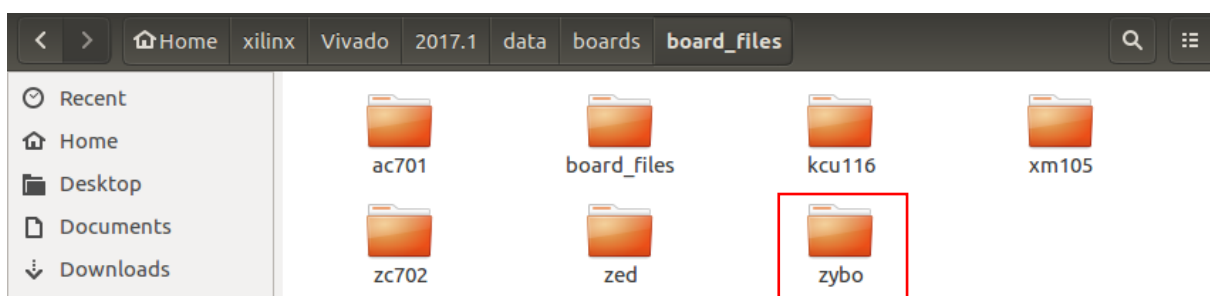 Home xilinx Vivado 2017.1 data boards board_files
Recent
Home
Desktop
Documents
Downloads
ac701 board_files kcu116 xm105
zc702 zed zybo